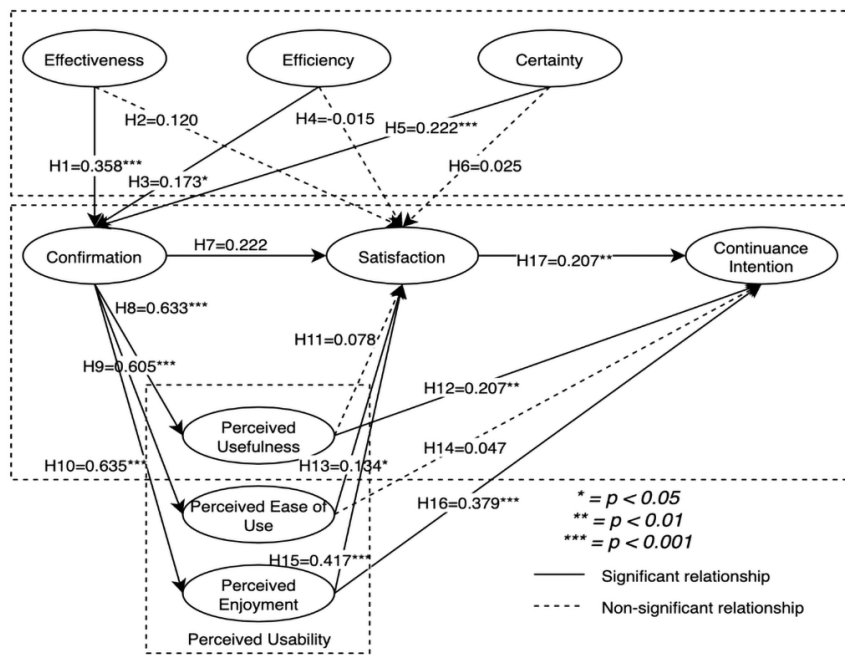 Effectiveness
Efficiency
Certainty
H2=0.120
H4=-0.015
H5=0.222***
H1=0.358***
H3=0.173*
H6=0.025
Confirmation
H7=0.222
Satisfaction
H17=0.207**
Continuance
Intention
H8=0.633***
H11=0.078
H9=0.605***
H12=0.207**
Perceived
Usefulness
H14=0.047
H10=0.635***
H13=0.134*
Perceived Ease of
Use
H16=0.379***
H15=0.417***
Perceived
Enjoyment
Perceived Usability
* = p < 0.05
** = p < 0.01
*** = p < 0.001
Significant relationship
Non-significant relationship